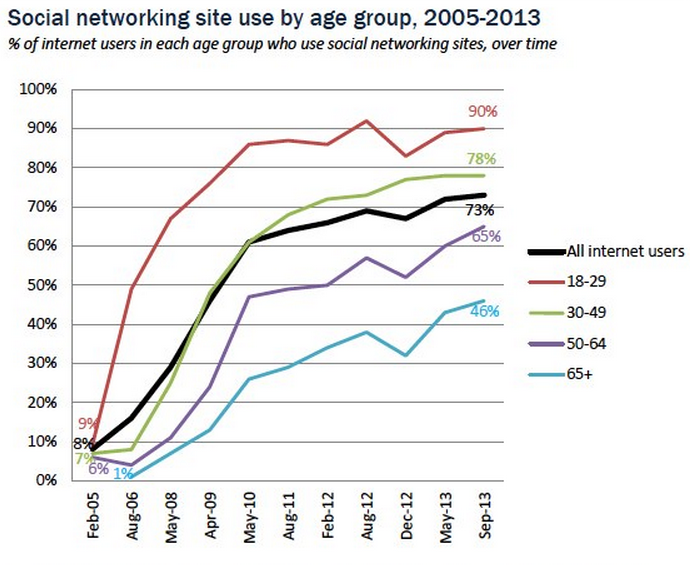 Social networking site use by age group, 2005-2013
% of internet users in each age group who use social networking sites, over time
100%
90%
80%
70%
60%
50%
40%
30%
20%
10%
0%
90%
78%
73%
65%
46%
9%
8%
7%
6%
1%
Feb-05
Aug-06
May-08
Apr-09
May-10
Aug-11
Feb-12
Aug-12
Dec-12
May-13
Sep-13
All internet users
18-29
30-49
50-64
65+